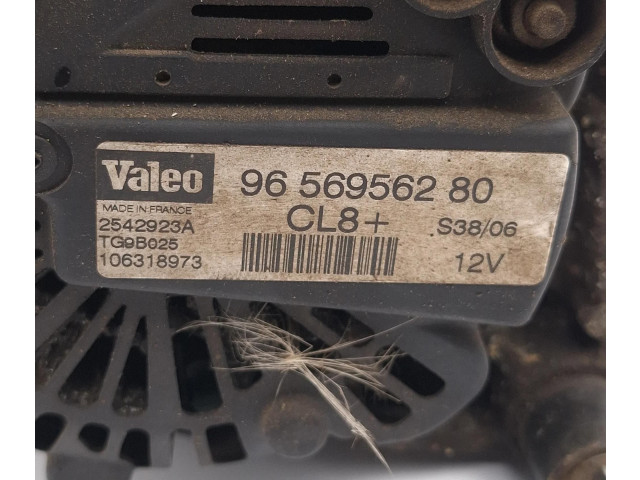 Valeo
96 569562 80
MADE IN FRANCE
CL8+
2542923A
S38/06
TG9B025
106318973
12V